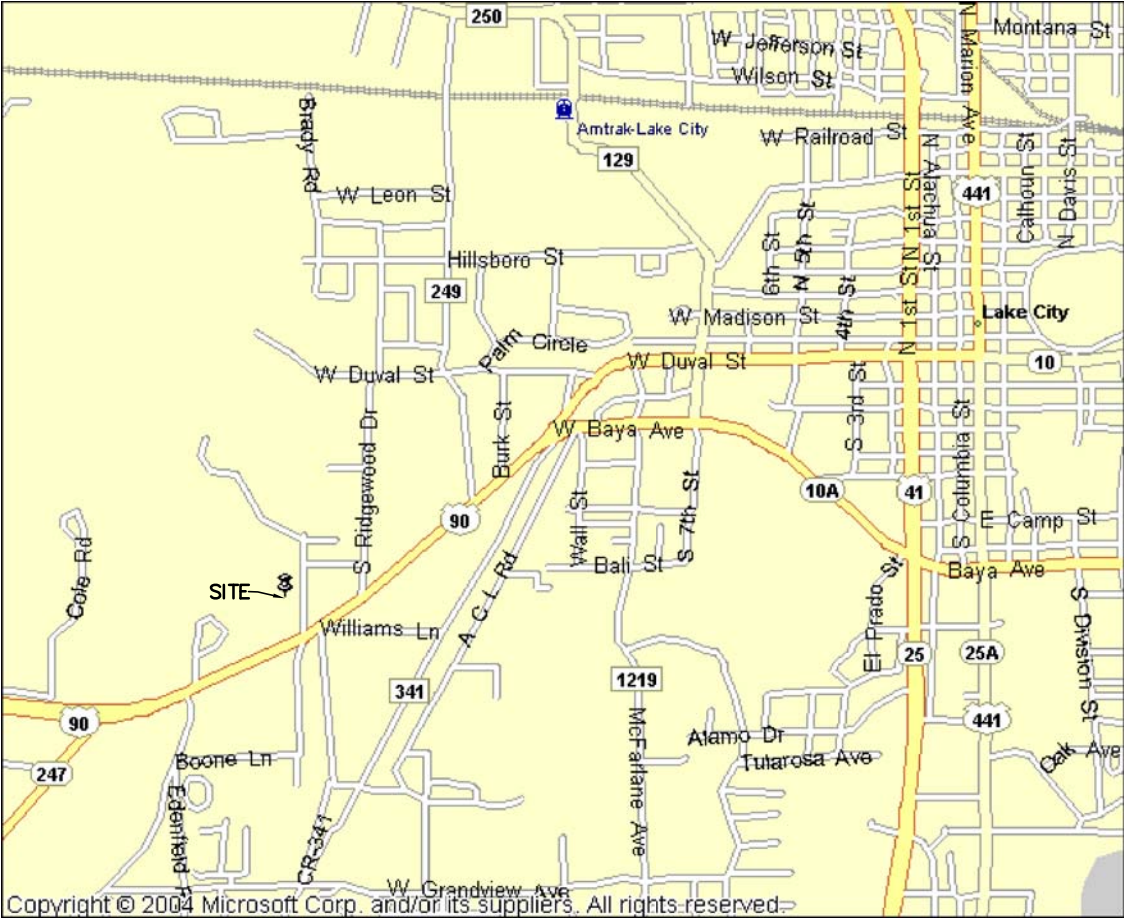 250
N Marion Ave
Montana St
W Jefferson St
Wilson St
Amtrak-Lake City
W Railroad St
Brady Rd
129
N Alachua St
Calhoun St
N Davis St
W Leon St
441
N 1st St
N 1st St
N 5th St
6th St
4th St
Hillsboro St
249
W Madison St
Lake City
Palm Circle
W Duval St
10
W Duval St
S 3rd St
S Ridgewood Dr
Burk St
W Baya Ave
S Columbia St
10A
41
90
Wall St
S 7th St
E Camp St
Cole Rd
Bali St
Baya Ave
SITE
A C L Rd
El Prado St
S Division St
Williams Ln
25
25A
341
1219
90
441
McFarlane Ave
Alamo Dr
Tularosa Ave
Oak Ave
Boone Ln
247
Edenfield
CR-341
W Grandview Ave
Copyright © 2004 Microsoft Corp. and/or its suppliers. All rights reserved.